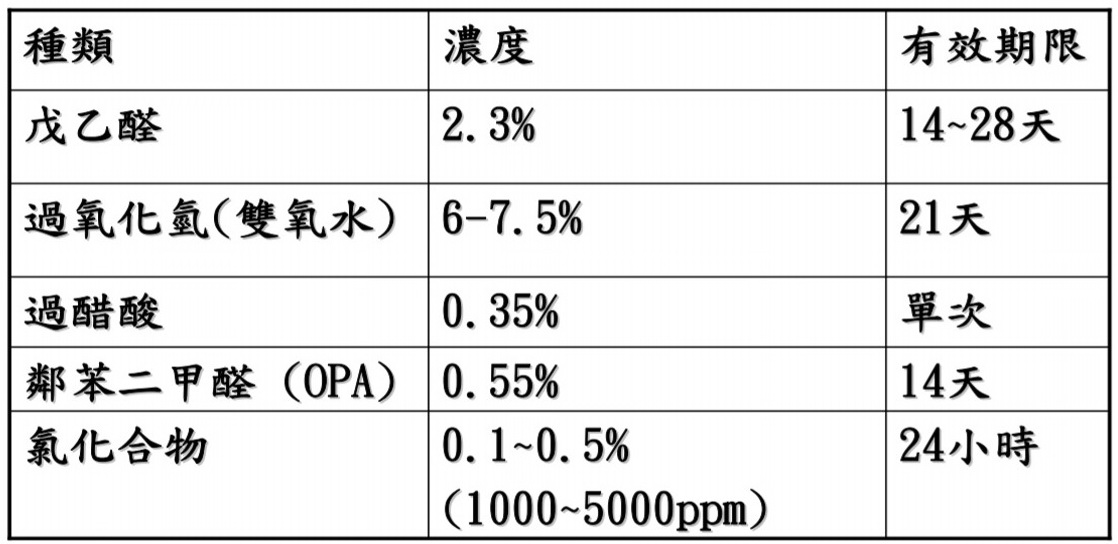 種類 濃度 有效期限
戊乙醛 2.3% 14~28天
過氧化氫(雙氧水) 6-7.5% 21天
過醋酸 0.35% 單次
鄰苯二甲醛 (OPA) 0.55% 14天
氯化合物 0.1~0.5% 24小時
(1000~5000ppm)